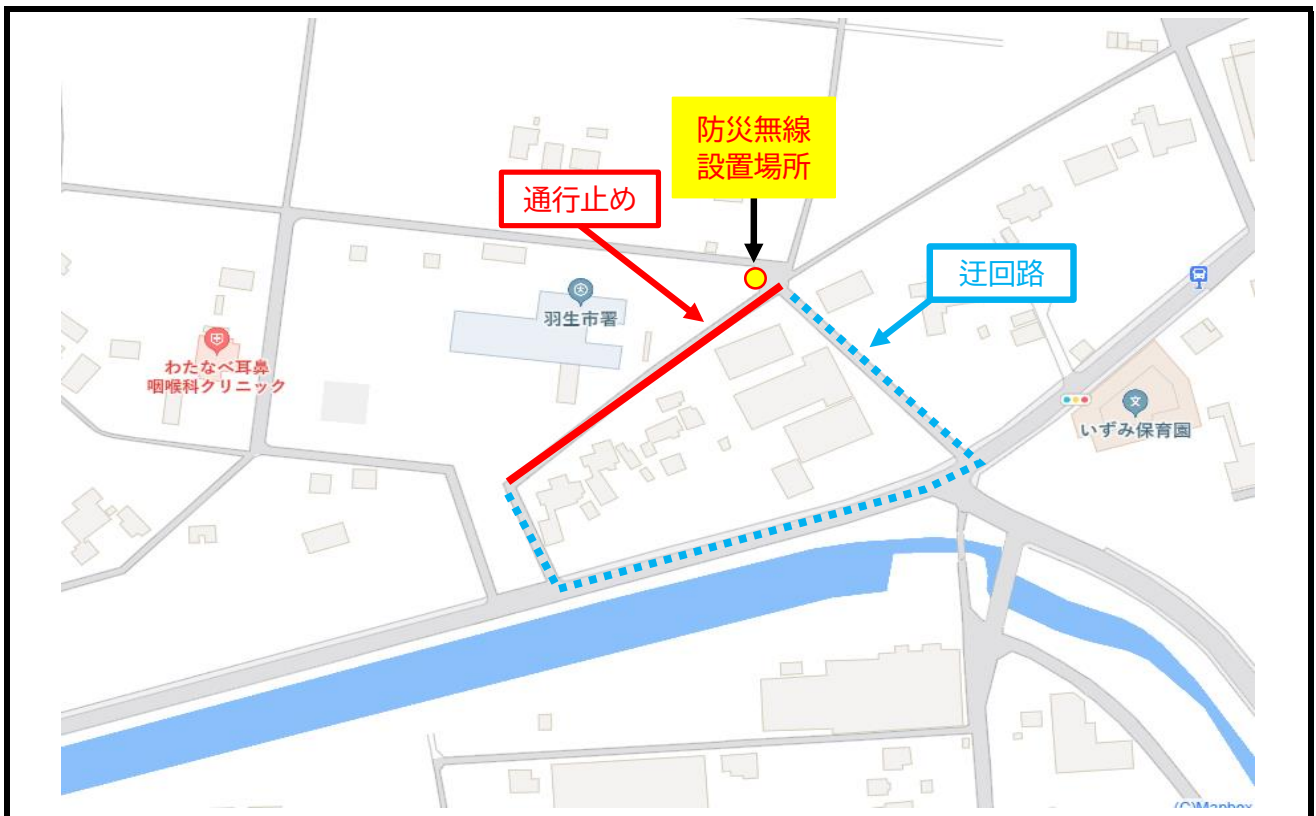 防災無線
設置場所
通行止め
迂回路
羽生市署
わたなべ耳鼻
咽喉科クリニック
いずみ保育園
(C)Mapbox